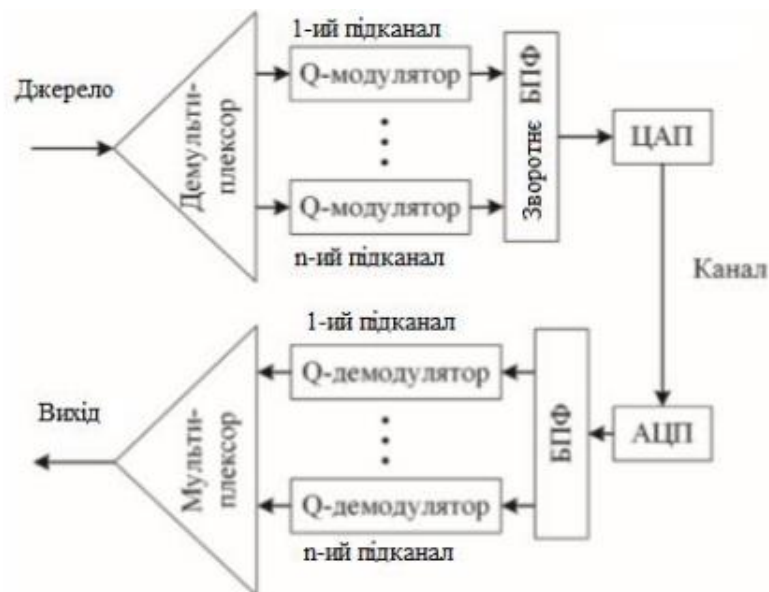 1-ий підканал
Джерело
Демульти-
плексор
Q-модулятор
Q-модулятор
n-ий підканал
Зворотнє БПФ
ЦАП
Канал
1-ий підканал
Вихід
Мульти-
плексор
Q-демодулятор
Q-демодулятор
n-ий підканал
БПФ
АЦП